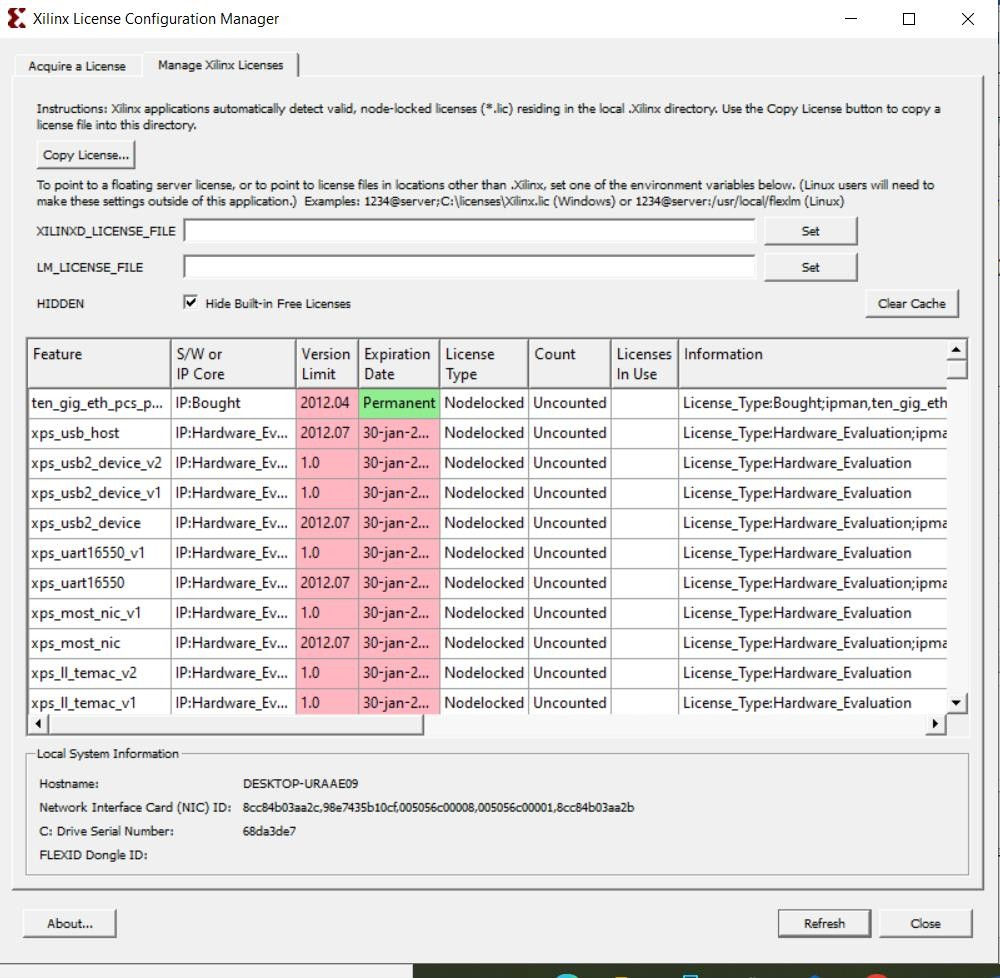 Xilinx License Configuration Manager
Acquire a License Manage Xilinx Licenses
Instructions: Xilinx applications automatically detect valid, node-locked licenses (*.lic) residing in the local .Xilinx directory. Use the Copy License button to copy a
license file into this directory.
Copy License...
To point to a floating server license, or to point to license files in locations other than .Xilinx, set one of the environment variables below. (Linux users will need to
make these settings outside of this application.) Examples: 1234@server;C:\licenses\Xilinx.lic (Windows) or 1234@server:/usr/local/flexlm (Linux)
XILINXD_LICENSE_FILE Set
LM_LICENSE_FILE Set
HIDDEN Hide Built-in Free Licenses Clear Cache
Feature S/W or Version Expiration License Count Licenses Information
IP Core Limit Date Type In Use
ten_gig_eth_pcs_p... IP:Bought 2012.04 Permanent Nodelocked Uncounted License_Type:Bought;ipman,ten_gig_eth
xps_usb_host IP:Hardware_Ev... 2012.07 30-jan-2... Nodelocked Uncounted License_Type:Hardware_Evaluation;ipma
xps_usb2_device_v2 IP:Hardware_Ev... 1.0 30-jan-2... Nodelocked Uncounted License_Type:Hardware_Evaluation
xps_usb2_device_v1 IP:Hardware_Ev... 1.0 30-jan-2... Nodelocked Uncounted License_Type:Hardware_Evaluation
xps_usb2_device IP:Hardware_Ev... 2012.07 30-jan-2... Nodelocked Uncounted License_Type:Hardware_Evaluation;ipma
xps_uart16550_v1 IP:Hardware_Ev... 1.0 30-jan-2... Nodelocked Uncounted License_Type:Hardware_Evaluation
xps_uart16550 IP:Hardware_Ev... 2012.07 30-jan-2... Nodelocked Uncounted License_Type:Hardware_Evaluation;ipma
xps_most_nic_v1 IP:Hardware_Ev... 1.0 30-jan-2... Nodelocked Uncounted License_Type:Hardware_Evaluation
xps_most_nic IP:Hardware_Ev... 2012.07 30-jan-2... Nodelocked Uncounted License_Type:Hardware_Evaluation;ipma
xps_ll_temac_v2 IP:Hardware_Ev... 1.0 30-jan-2... Nodelocked Uncounted License_Type:Hardware_Evaluation
xps_ll_temac_v1 IP:Hardware_Ev... 1.0 30-jan-2... Nodelocked Uncounted License_Type:Hardware_Evaluation
Local System Information
Hostname: DESKTOP-URAAE09
Network Interface Card (NIC) ID: 8cc84b03aa2c,98e7435b10cf,005056c00008,005056c00001,8cc84b03aa2b
C: Drive Serial Number: 68da3de7
FLEXID Dongle ID:
About... Refresh Close